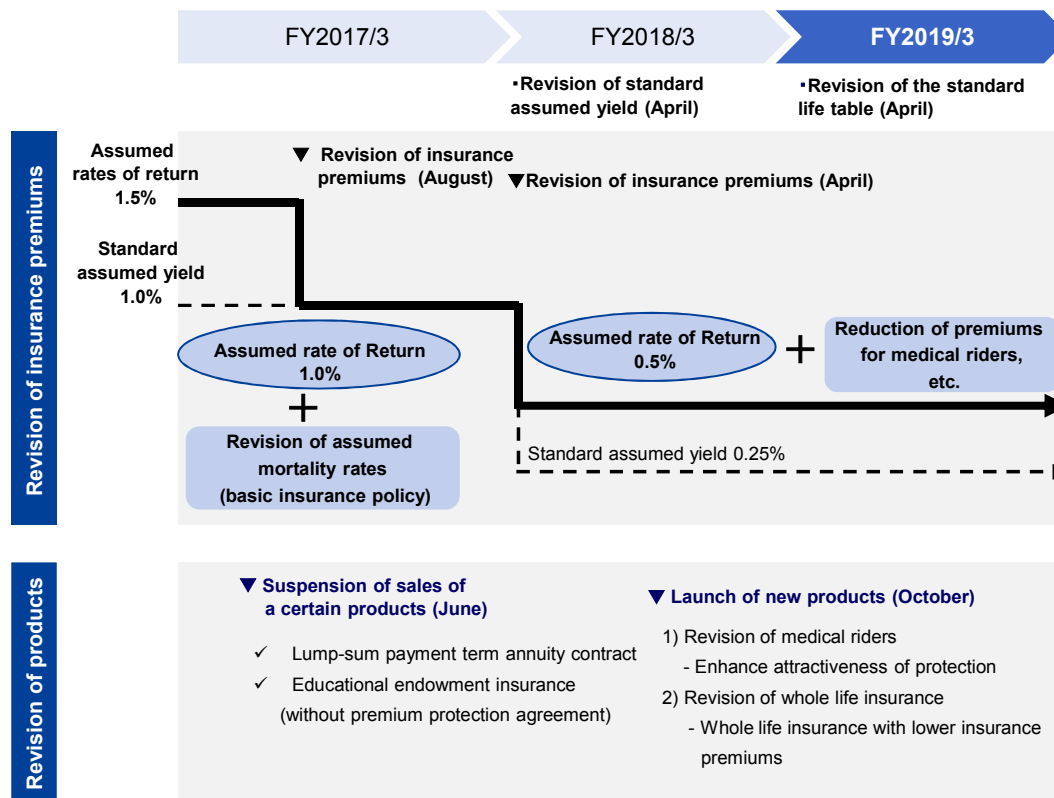 FY2017/3
FY2018/3
FY2019/3
▪Revision of standard
assumed yield (April)
▪Revision of the standard
life table (April)
Revision of insurance premiums
Assumed
rates of return
1.5%
▼ Revision of insurance
premiums (August)
▼Revision of insurance premiums (April)
Standard
assumed yield
1.0%
Assumed rate of Return
1.0%
+
Revision of assumed
mortality rates
(basic insurance policy)
Assumed rate of Return
0.5%
+
Reduction of premiums
for medical riders,
etc.
Standard assumed yield 0.25%
Revision of products
▼ Suspension of sales of
a certain products (June)
✓ Lump-sum payment term annuity contract
✓ Educational endowment insurance
(without premium protection agreement)
▼ Launch of new products (October)
1) Revision of medical riders
- Enhance attractiveness of protection
2) Revision of whole life insurance
- Whole life insurance with lower insurance
premiums